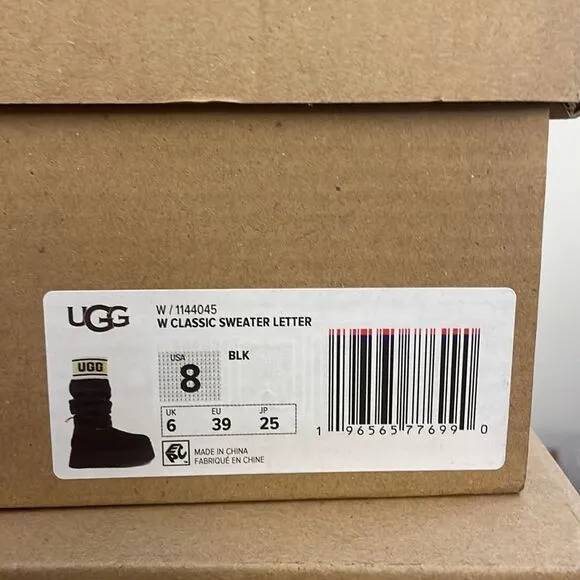 UGG
W / 1144045
W CLASSIC SWEATER LETTER
UGG
USA
8
BLK
UK EU JP
6 39 25
MADE IN CHINA
FABRIQUÉ EN CHINE
1 96565 77699 0